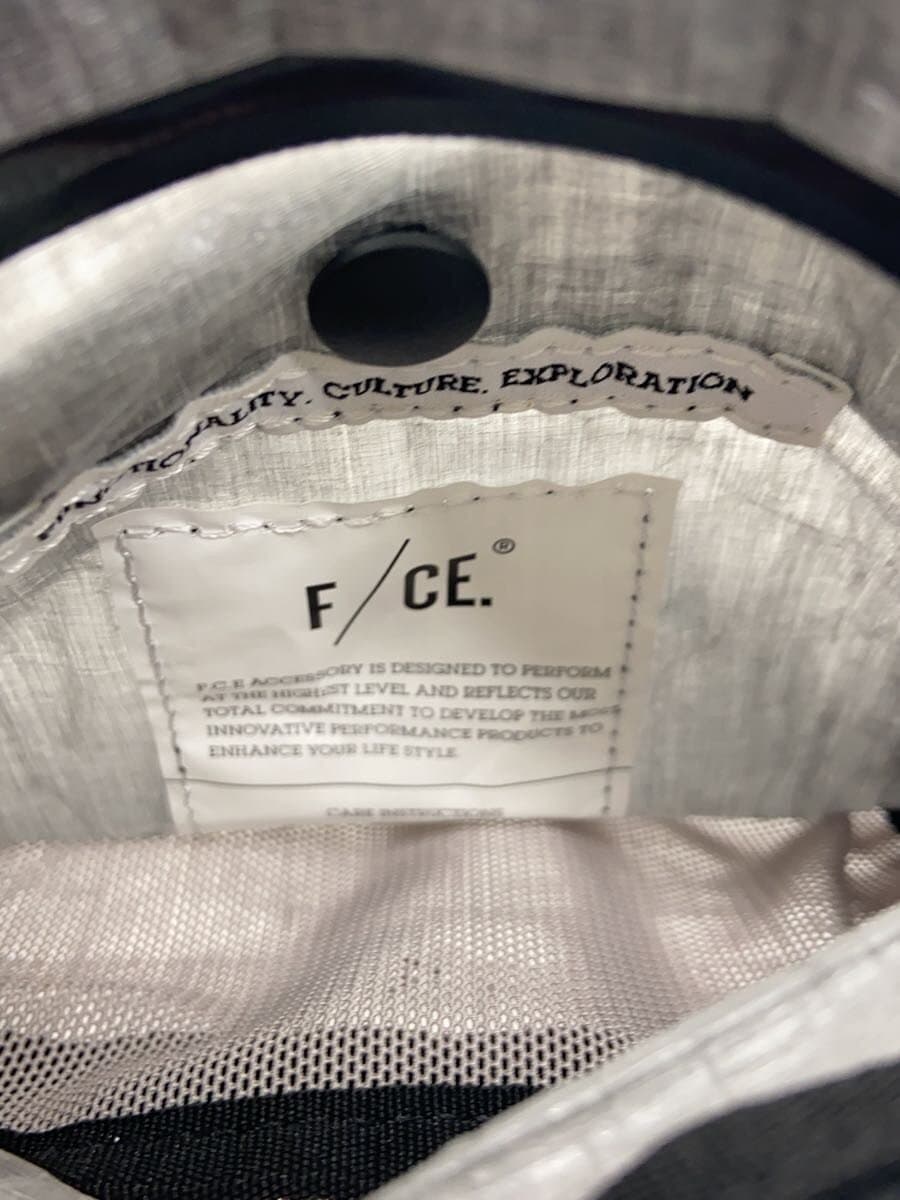 FUNCTIONALITY. CULTURE. EXPLORATION
F/CE.®
F.C.E ACCESSORY IS DESIGNED TO PERFORM
AT THE HIGHEST LEVEL AND REFLECTS OUR
TOTAL COMMITMENT TO DEVELOP THE MOST
INNOVATIVE PERFORMANCE PRODUCTS TO
ENHANCE YOUR LIFE STYLE
CARE INSTRUCTIONS